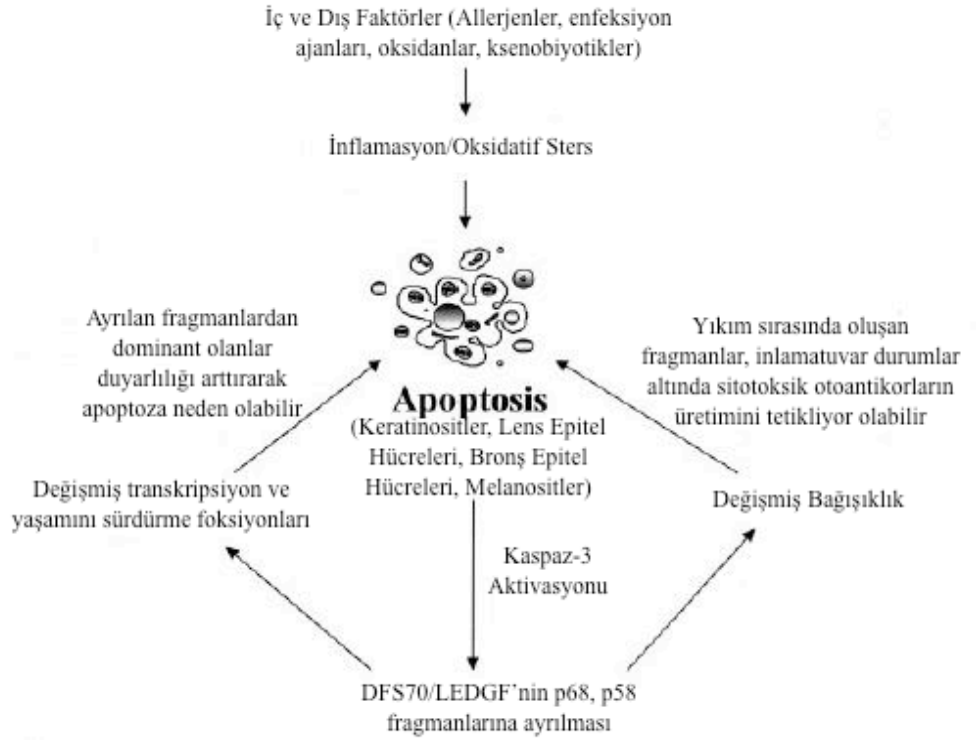 İç ve Dış Faktörler (Allerjenler, enfeksiyon
ajanları, oksidanlar, ksenobiyotikler)
İnflamasyon/Oksidatif Sters
Ayrılan fragmanlardan
dominant olanlar
duyarlılığı arttırarak
apoptoza neden olabilir
Yıkım sırasında oluşan
fragmanlar, inlamatuvar durumlar
altında sitotoksik otoantikorların
üretimini tetikliyor olabilir
Apoptosis
(Keratinositler, Lens Epitel
Hücreleri, Bronş Epitel
Hücreleri, Melanositler)
Değişmiş transkripsiyon ve
yaşamını sürdürme foksiyonları
Değişmiş Bağışıklık
Kaspaz-3
Aktivasyonu
DFS70/LEDGF’nin p68, p58
fragmanlarına ayrılması